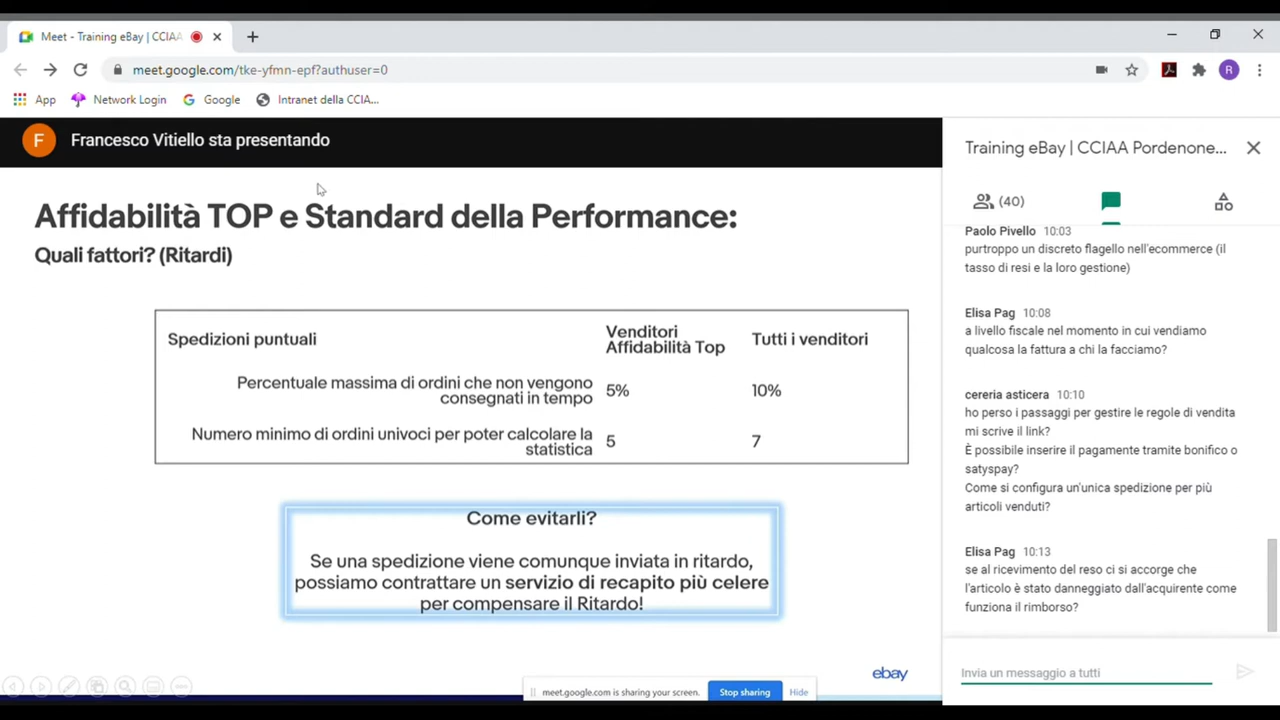 Meet - Training eBay | CCIAA
meet.google.com/tke-yfmn-epf?authuser=0
R
App
Network Login
Google
Intranet della CCIA...
F
Francesco Vitiello sta presentando
Affidabilità TOP e Standard della Performance:
Quali fattori? (Ritardi)
Spedizioni puntuali
Venditori
Affidabilità Top
Tutti i venditori
Percentuale massima di ordini che non vengono
consegnati in tempo
5%
10%
Numero minimo di ordini univoci per poter calcolare la
statistica
5
7
Come evitarli?
Se una spedizione viene comunque inviata in ritardo,
possiamo contrattare un servizio di recapito più celere
per compensare il Ritardo!
ebay
meet.google.com is sharing your screen.
Stop sharing
Hide
Training eBay | CCIAA Pordenone...
(40)
Paolo Pivello 10:03
purtroppo un discreto flagello nell'ecommerce (il
tasso di resi e la loro gestione)
Elisa Pag 10:08
a livello fiscale nel momento in cui vendiamo
qualcosa la fattura a chi la facciamo?
cereria asticera 10:10
ho perso i passaggi per gestire le regole di vendita
mi scrive il link?
È possibile inserire il pagamente tramite bonifico o
satyspay?
Come si configura un'unica spedizione per più
articoli venduti?
Elisa Pag 10:13
se al ricevimento del reso ci si accorge che
l'articolo è stato danneggiato dall'acquirente come
funziona il rimborso?
Invia un messaggio a tutti